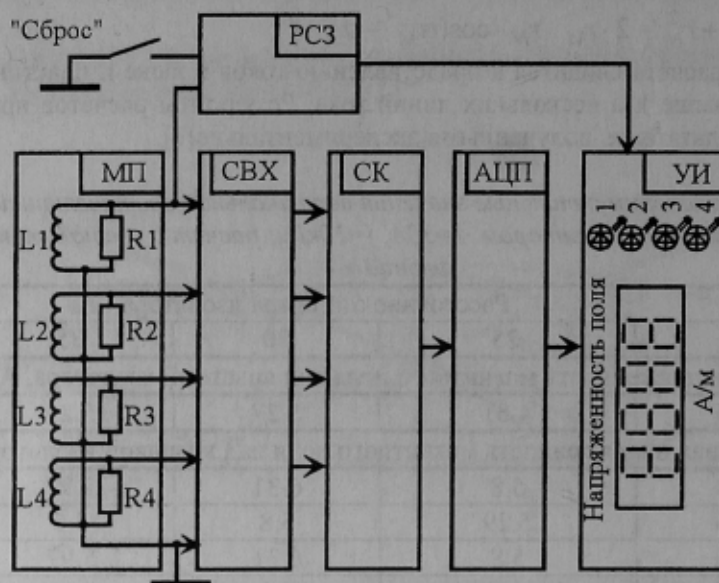 "Сброс"
РСЗ
МП
СВХ
СК
АЦП
УИ
1 2 3 4
L1
R1
L2
R2
L3
R3
L4
R4
Напряженность поля
А/м